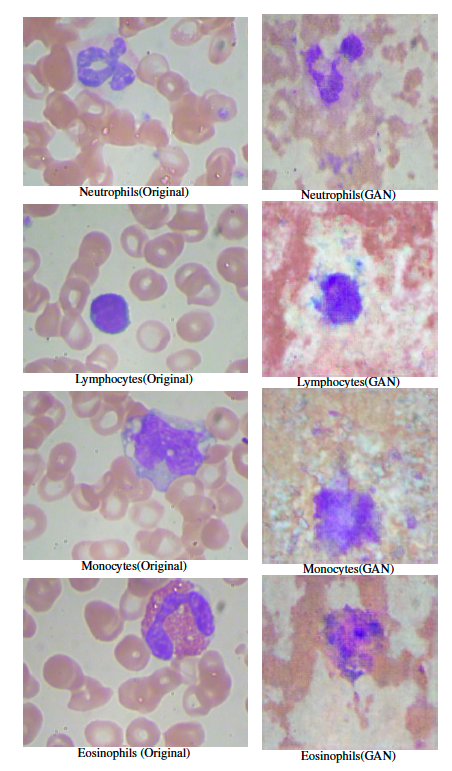 Neutrophils(Original)
Neutrophils(GAN)
Lymphocytes(Original)
Lymphocytes(GAN)
Monocytes(Original)
Monocytes(GAN)
Eosinophils (Original)
Eosinophils(GAN)